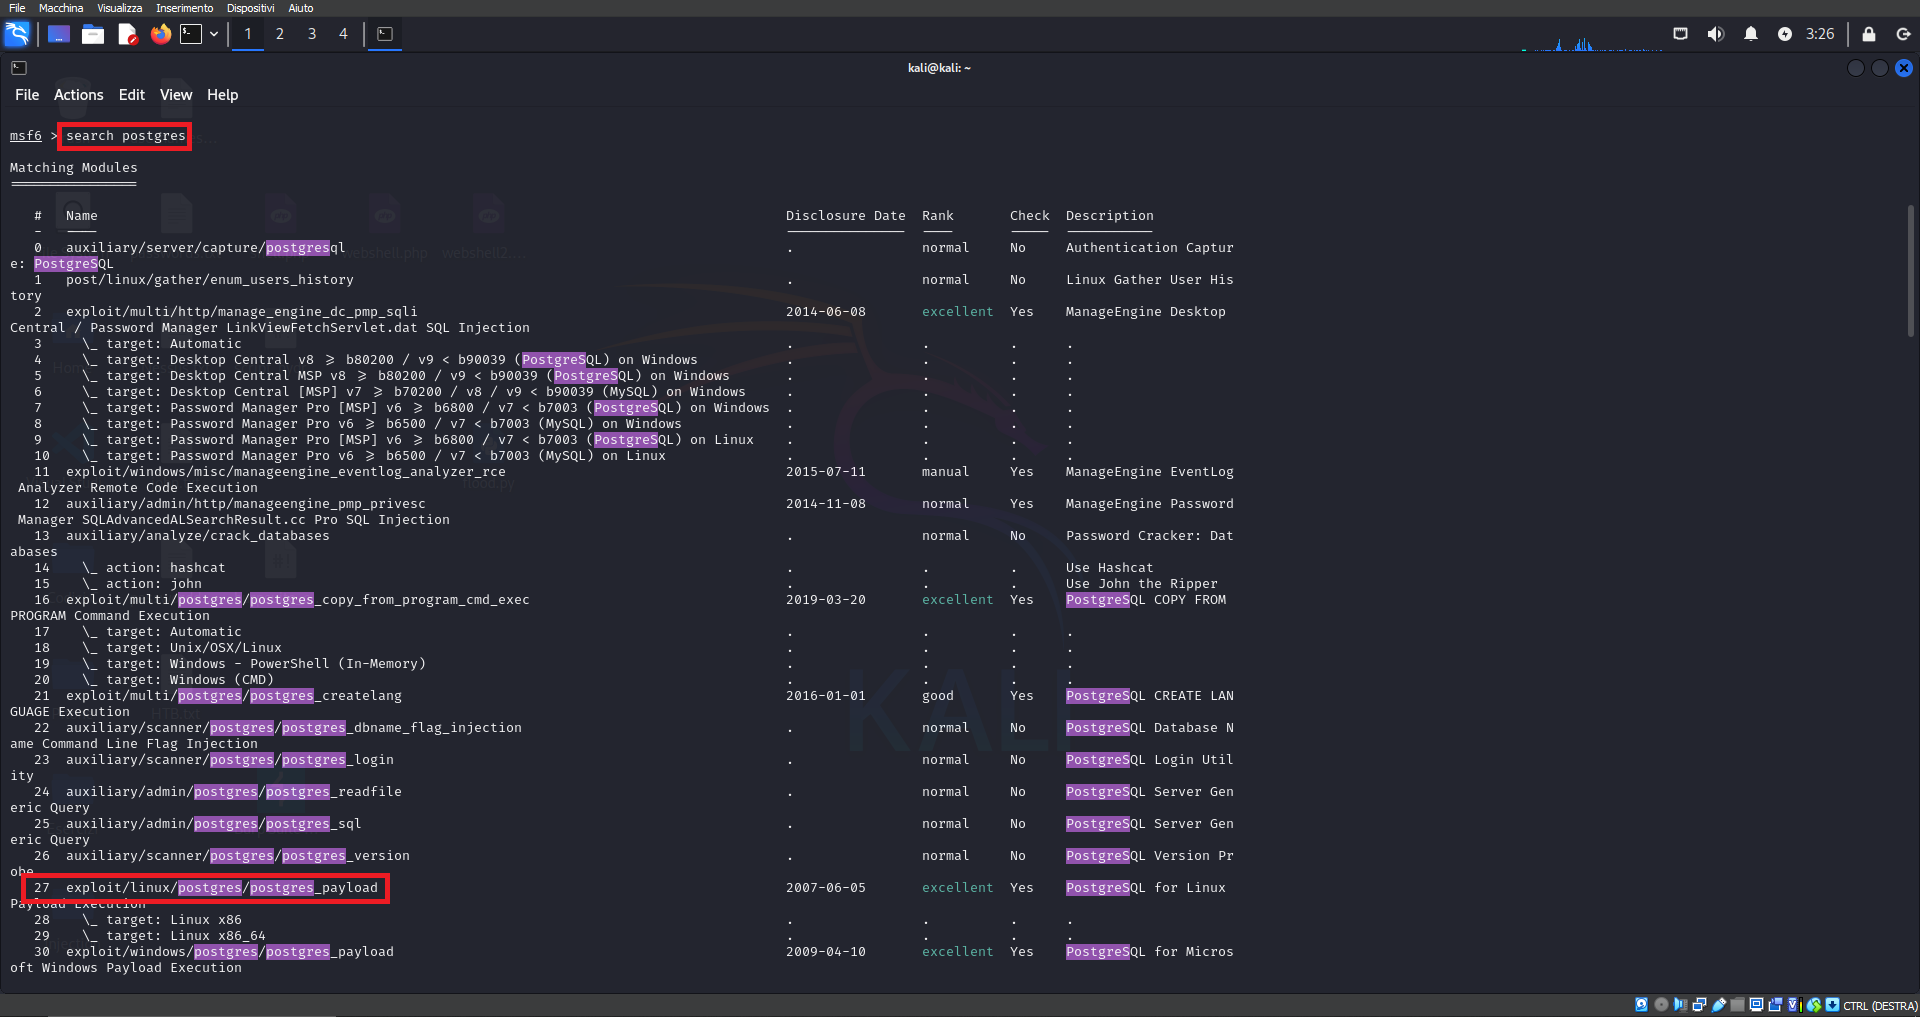 File Macchina Visualizza Inserimento Dispositivi Aiuto
1 2 3 4 3:26
kali@kali: ~
File Actions Edit View Help
msf6 > search postgres
Matching Modules
================
# Name Disclosure Date Rank Check Description
- ---- --------------- ---- ----- -----------
0 auxiliary/server/capture/postgresql . normal No Authentication Captur
e: PostgreSQL
1 post/linux/gather/enum_users_history . normal No Linux Gather User His
tory
2 exploit/multi/http/manage_engine_dc_pmp_sqli 2014-06-08 excellent Yes ManageEngine Desktop
Central / Password Manager LinkViewFetchServlet.dat SQL Injection
3 \_ target: Automatic . . . .
4 \_ target: Desktop Central v8 >= b80200 / v9 < b90039 (PostgreSQL) on Windows . . . .
5 \_ target: Desktop Central MSP v8 >= b80200 / v9 < b90039 (PostgreSQL) on Windows . . . .
6 \_ target: Desktop Central [MSP] v7 >= b70200 / v8 / v9 < b90039 (MySQL) on Windows . . . .
7 \_ target: Password Manager Pro [MSP] v6 >= b6800 / v7 < b7003 (PostgreSQL) on Windows . . . .
8 \_ target: Password Manager Pro v6 >= b6500 / v7 < b7003 (MySQL) on Windows . . . .
9 \_ target: Password Manager Pro [MSP] v6 >= b6800 / v7 < b7003 (PostgreSQL) on Linux . . . .
10 \_ target: Password Manager Pro v6 >= b6500 / v7 < b7003 (MySQL) on Linux . . . .
11 exploit/windows/misc/manageengine_eventlog_analyzer_rce 2015-07-11 manual Yes ManageEngine EventLog
Analyzer Remote Code Execution
12 auxiliary/admin/http/manageengine_pmp_privesc 2014-11-08 normal Yes ManageEngine Password
Manager SQLAdvancedALSearchResult.cc Pro SQL Injection
13 auxiliary/analyze/crack_databases . normal No Password Cracker: Dat
abases
14 \_ action: hashcat . . . Use Hashcat
15 \_ action: john . . . Use John the Ripper
16 exploit/multi/postgres/postgres_copy_from_program_cmd_exec 2019-03-20 excellent Yes PostgreSQL COPY FROM
PROGRAM Command Execution
17 \_ target: Automatic . . . .
18 \_ target: Unix/OSX/Linux . . . .
19 \_ target: Windows - PowerShell (In-Memory) . . . .
20 \_ target: Windows (CMD) . . . .
21 exploit/multi/postgres/postgres_createlang 2016-01-01 good Yes PostgreSQL CREATE LAN
GUAGE Execution
22 auxiliary/scanner/postgres/postgres_dbname_flag_injection . normal No PostgreSQL Database N
ame Command Line Flag Injection
23 auxiliary/scanner/postgres/postgres_login . normal No PostgreSQL Login Util
ity
24 auxiliary/admin/postgres/postgres_readfile . normal No PostgreSQL Server Gen
eric Query
25 auxiliary/admin/postgres/postgres_sql . normal No PostgreSQL Server Gen
eric Query
26 auxiliary/scanner/postgres/postgres_version . normal No PostgreSQL Version Pr
obe
27 exploit/linux/postgres/postgres_payload 2007-06-05 excellent Yes PostgreSQL for Linux
Payload Execution
28 \_ target: Linux x86 . . . .
29 \_ target: Linux x86_64 . . . .
30 exploit/windows/postgres/postgres_payload 2009-04-10 excellent Yes PostgreSQL for Micros
oft Windows Payload Execution
CTRL (DESTRA)